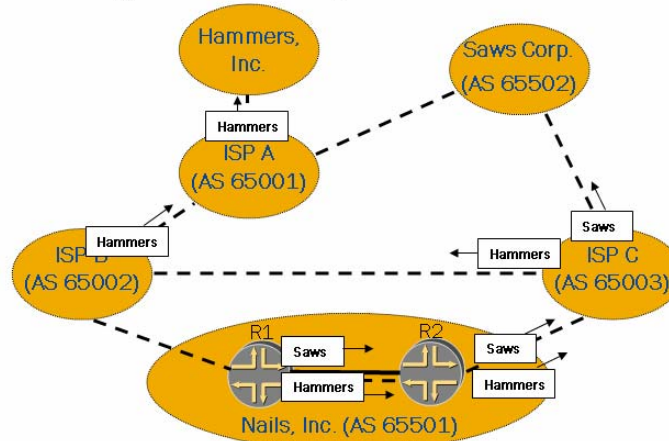 Hammers,
Inc.
Saws Corp.
(AS 65502)
Hammers
ISP A
(AS 65001)
Hammers
ISP B
(AS 65002)
Saws
Hammers
ISP C
(AS 65003)
R1
R2
Saws
Saws
Hammers
Hammers
Nails, Inc. (AS 65501)